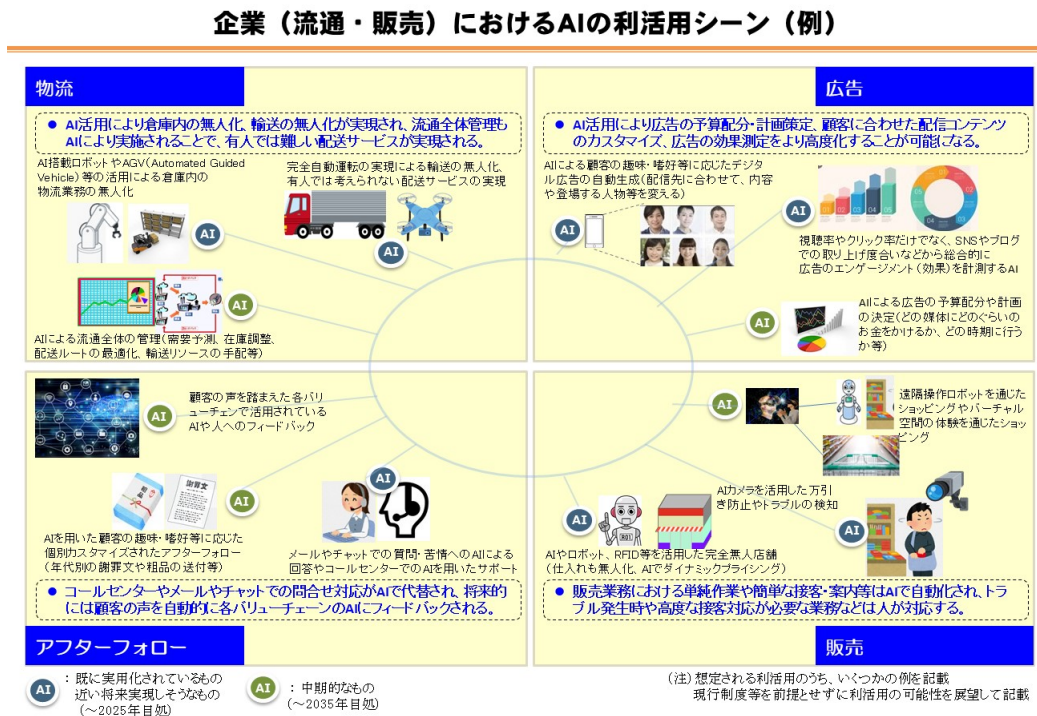 企業（流通・販売）におけるAIの利活用シーン（例）
物流
● AI活用により倉庫内の無人化、輸送の無人化が実現され、流通全体管理も
AIにより実施されることで、有人では難しい配送サービスが実現される。
AI搭載ロボットやAGV(Automated Guided
Vehicle)等の活用による倉庫内の
物流業務の無人化
AI
完全自動運転の実現による輸送の無人化、
有人では考えられない配送サービスの実現
AI
AI
AIによる流通全体の管理(需要予測、在庫調整、
配送ルートの最適化、輸送リソースの手配等)
広告
● AI活用により広告の予算配分・計画策定、顧客に合わせた配信コンテンツ
のカスタマイズ、広告の効果測定をより高度化することが可能になる。
AIによる顧客の趣味・嗜好等に応じたデジタ
ル広告の自動生成(配信先に合わせて、内容
や登場する人物等を変える)
AI
AI
視聴率やクリック率だけでなく、SNSやブログ
での取り上げ度合いなどから総合的に
広告のエンゲージメント(効果)を計測するAI
AI
AIによる広告の予算配分や計画
の決定(どの媒体にどのぐらいの
お金をかけるか、どの時期に行う
か等)
AI
顧客の声を踏まえた各バリ
ューチェンで活用されている
AIや人へのフィードバック
粗品
謝罪文
AI
AIを用いた顧客の趣味・嗜好等に応じた
個別カスタマイズされたアフターフォロー
(年代別の謝罪文や粗品の送付等)
AI
メールやチャットでの質問・苦情へのAIによる
回答やコールセンターでのAIを用いたサポート
● コールセンターやメールやチャットでの問合せ対応がAIで代替され、将来的
には顧客の声を自動的に各バリューチェーンのAIにフィードバックされる。
アフターフォロー
AI
遠隔操作ロボットを通じた
ショッピングやバーチャル
空間の体験を通じたショッ
ピング
AI
AIやロボット、RFID等を活用した完全無人店舗
(仕入れも無人化、AIでダイナミックプライシング)
AIカメラを活用した万引
き防止やトラブルの検知
AI
● 販売業務における単純作業や簡単な接客・案内等はAIで自動化され、トラ
ブル発生時や高度な接客対応が必要な業務などは人が対応する。
販売
AI
：既に実用化されているもの
近い将来実現しそうなもの
(～2025年目処)
AI
：中期的なもの
(～2035年目処)
(注)想定される利活用のうち、いくつかの例を記載
現行制度等を前提とせずに利活用の可能性を展望して記載